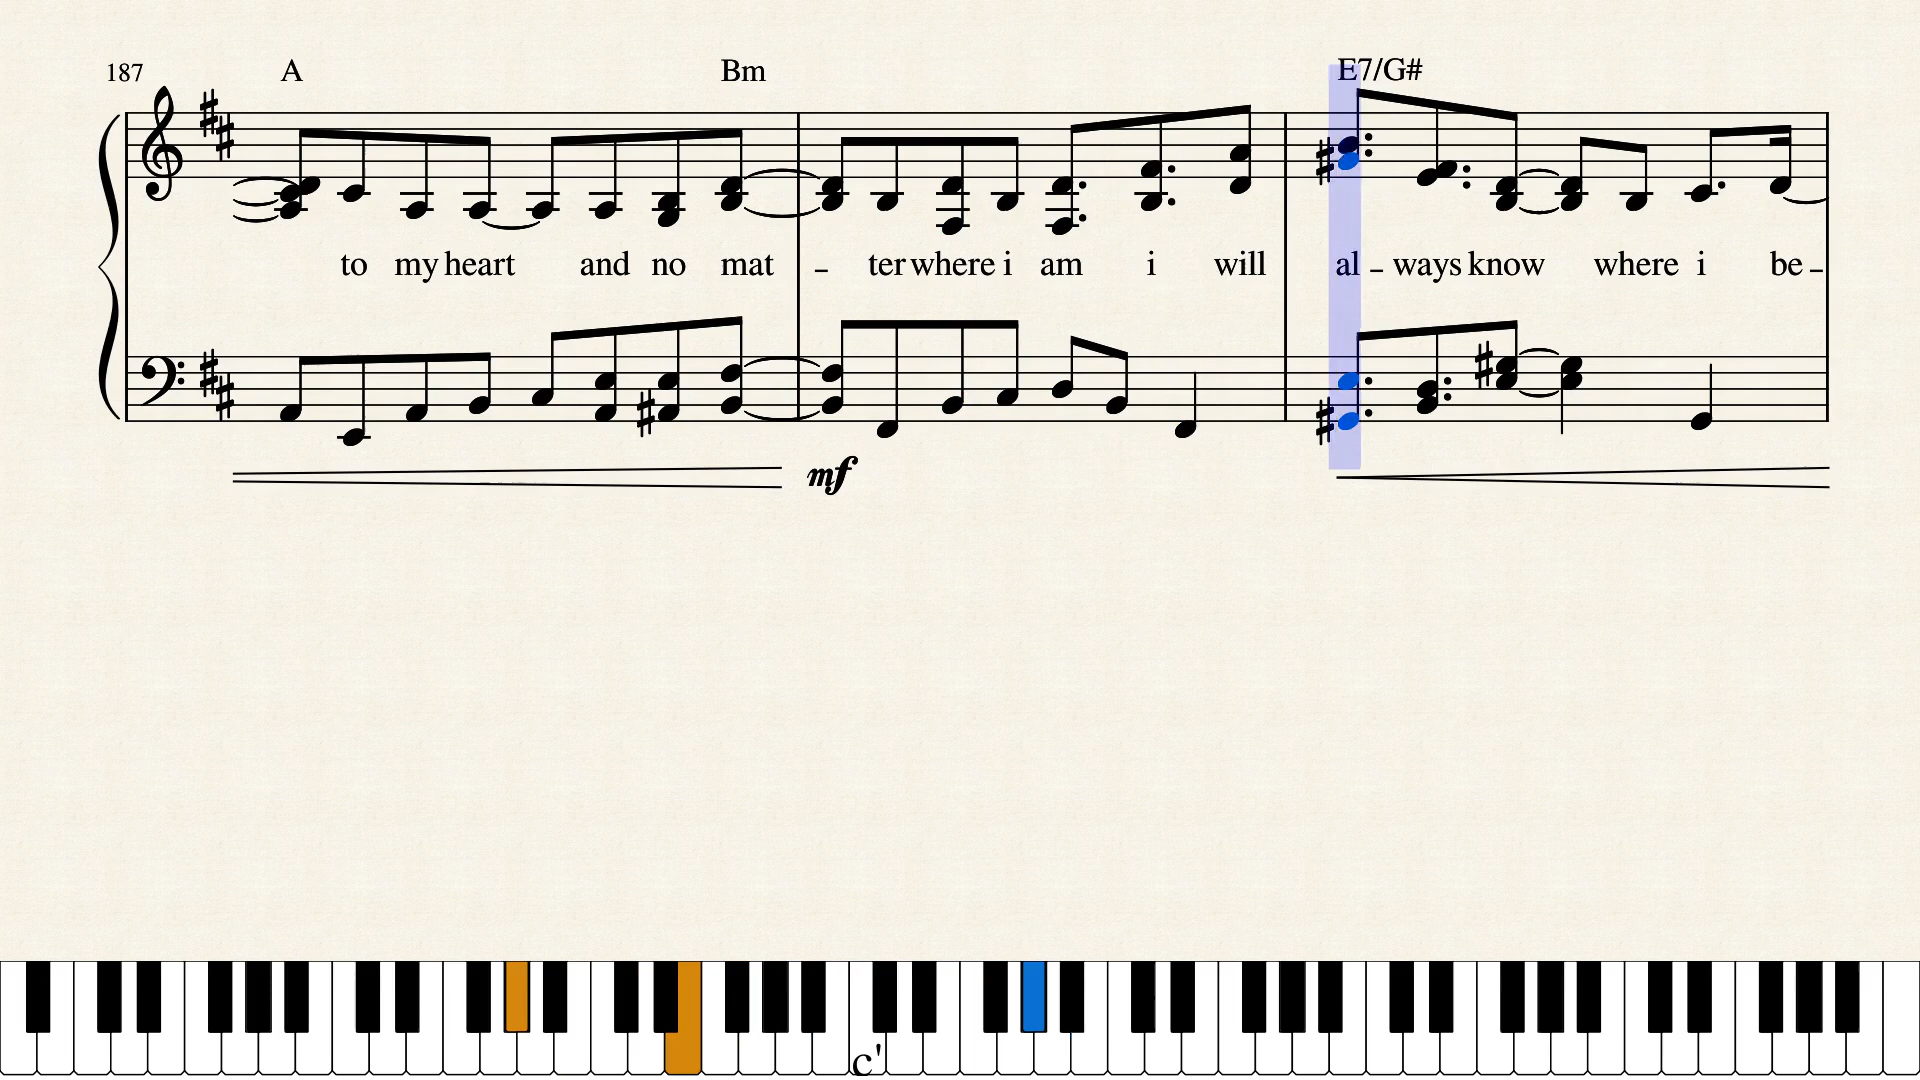 187 A Bm E7/G#
to my heart and no mat - ter where i am i will al - ways know where i be -
mf
c'